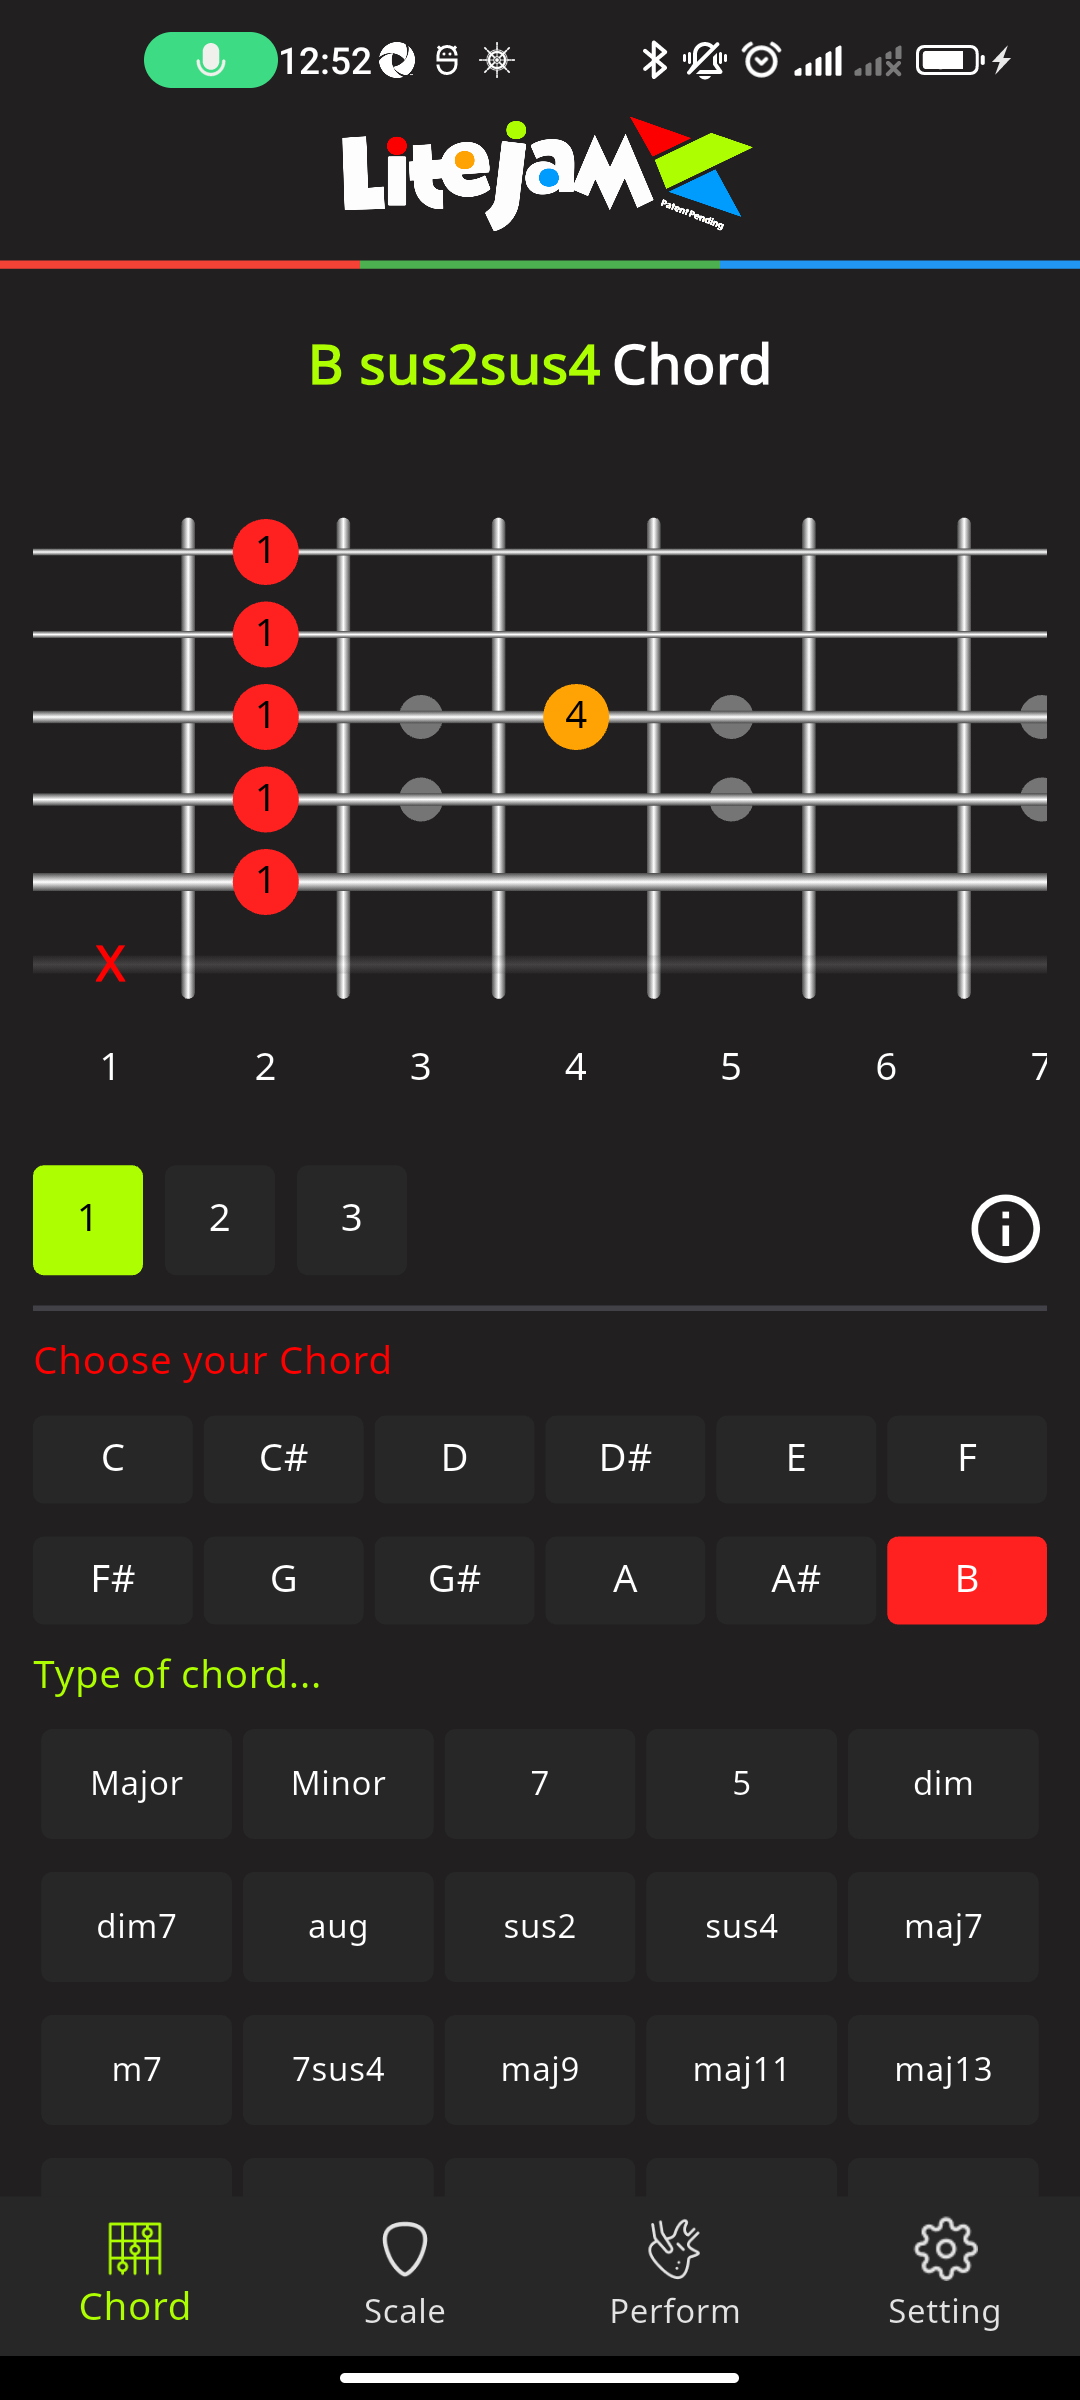 12:52
Litejam
Patent Pending
B sus2sus4 Chord
1
1
1 4
1
1
X
1 2 3 4 5 6 7
1 2 3
Choose your Chord
C C# D D# E F
F# G G# A A# B
Type of chord...
Major Minor 7 5 dim
dim7 aug sus2 sus4 maj7
m7 7sus4 maj9 maj11 maj13
Chord Scale Perform Setting